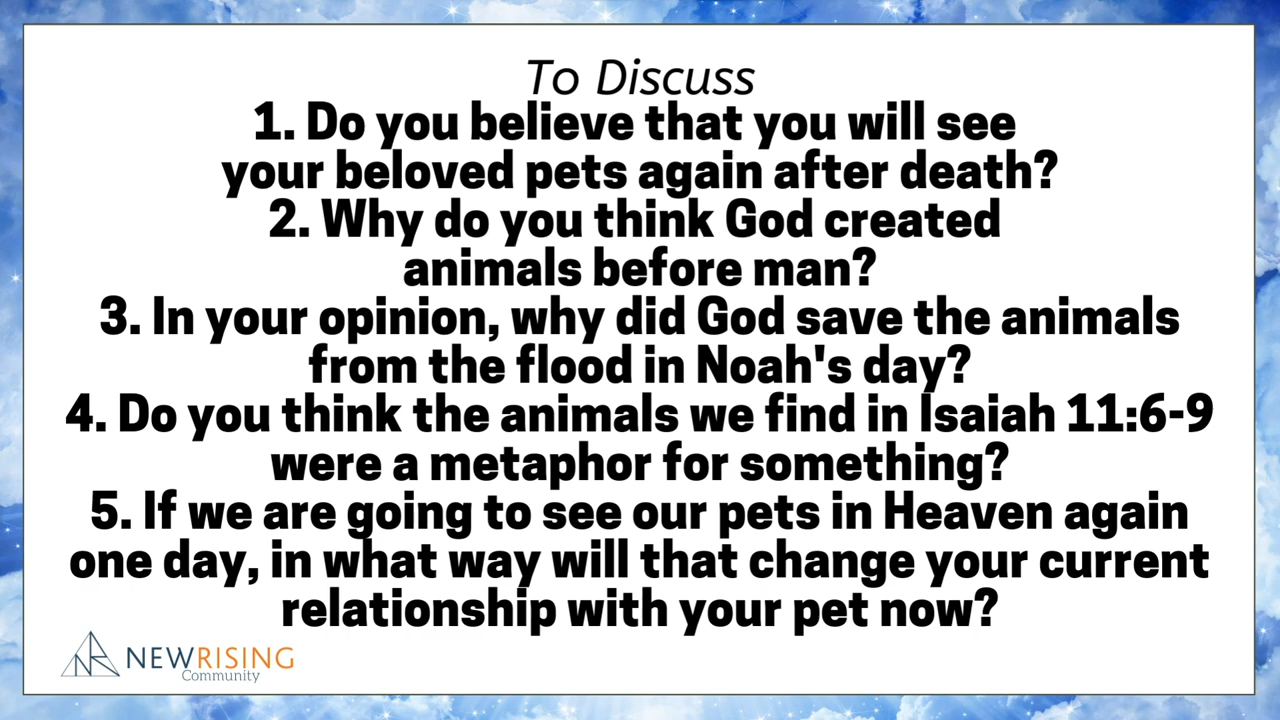 To Discuss
1. Do you believe that you will see
your beloved pets again after death?
2. Why do you think God created
animals before man?
3. In your opinion, why did God save the animals
from the flood in Noah's day?
4. Do you think the animals we find in Isaiah 11:6-9
were a metaphor for something?
5. If we are going to see our pets in Heaven again
one day, in what way will that change your current
relationship with your pet now?
NEWRISING
Community